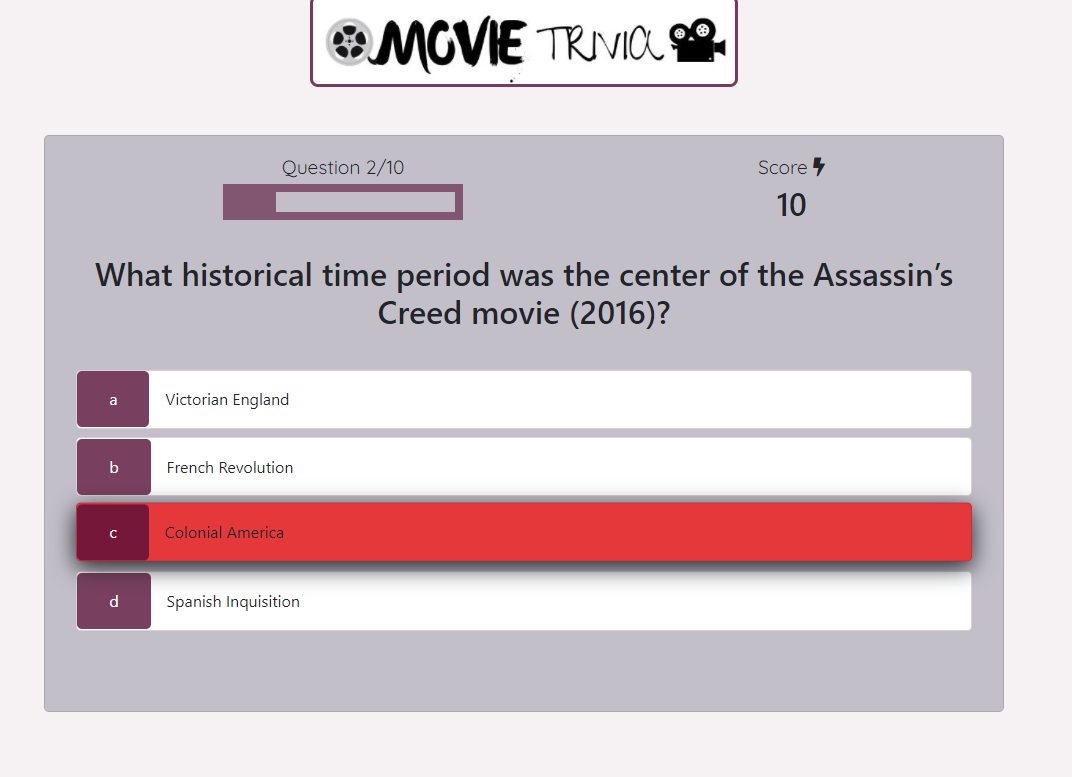 MOVIE TRIVIA
Question 2/10
Score
10
What historical time period was the center of the Assassin’s
Creed movie (2016)?
a Victorian England
b French Revolution
c Colonial America
d Spanish Inquisition